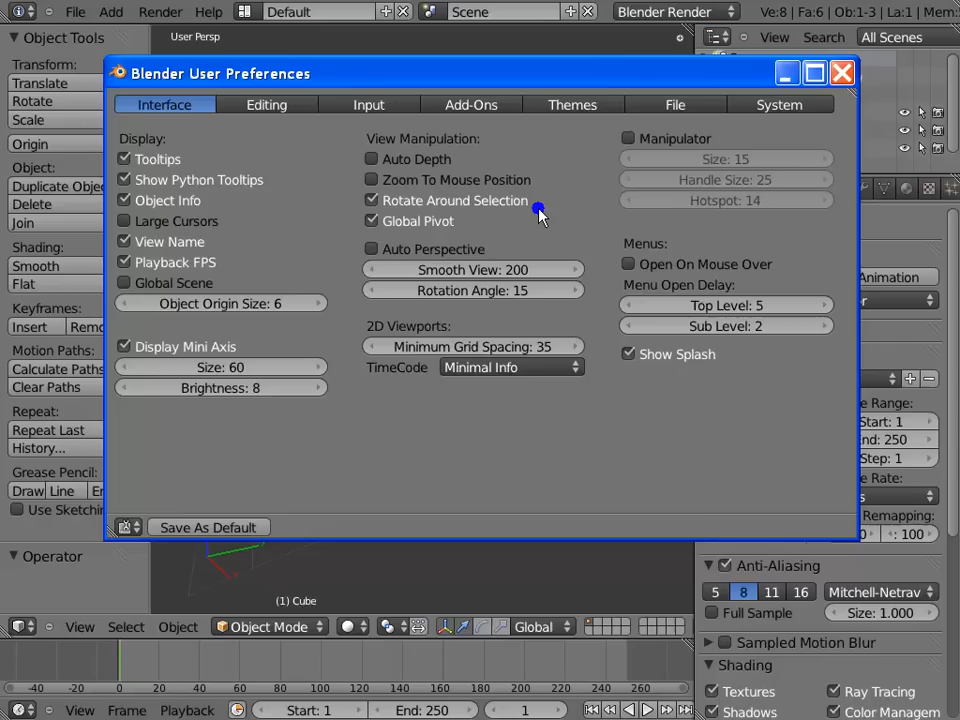 File Add Render Help Default Scene Blender Render Ve:8 | Fa:6 | Ob:1-3 | La:1 | Mem:
Object Tools
User Persp
View Search All Scenes
Blender User Preferences
Interface Editing Input Add-Ons Themes File System
Transform:
Translate
Rotate
Scale
Origin
Object:
Duplicate Objec
Delete
Join
Shading:
Smooth
Flat
Keyframes:
Insert Remo
Motion Paths:
Calculate Paths
Clear Paths
Repeat:
Repeat Last
History...
Grease Pencil:
Draw Line Er
Use Sketchin
Operator
Display:
Tooltips
Show Python Tooltips
Object Info
Large Cursors
View Name
Playback FPS
Global Scene
Object Origin Size: 6
Display Mini Axis
Size: 60
Brightness: 8
View Manipulation:
Auto Depth
Zoom To Mouse Position
Rotate Around Selection
Global Pivot
Auto Perspective
Smooth View: 200
Rotation Angle: 15
2D Viewports:
Minimum Grid Spacing: 35
TimeCode Minimal Info
Manipulator
Size: 15
Handle Size: 25
Hotspot: 14
Menus:
Open On Mouse Over
Menu Open Delay:
Top Level: 5
Sub Level: 2
Show Splash
Save As Default
Animation
e Range:
Start: 1
End: 250
Step: 1
e Rate:
Remapping:
: 100
Anti-Aliasing
5 8 11 16 Mitchell-Netrav
Full Sample Size: 1.000
Sampled Motion Blur
Shading
Textures Ray Tracing
Shadows Color Managem
(1) Cube
View Select Object Object Mode Global
-40 -20 0 20 40 60 80 100 120 140 160 180 200 220 240 260
View Frame Playback Start: 1 End: 250 1